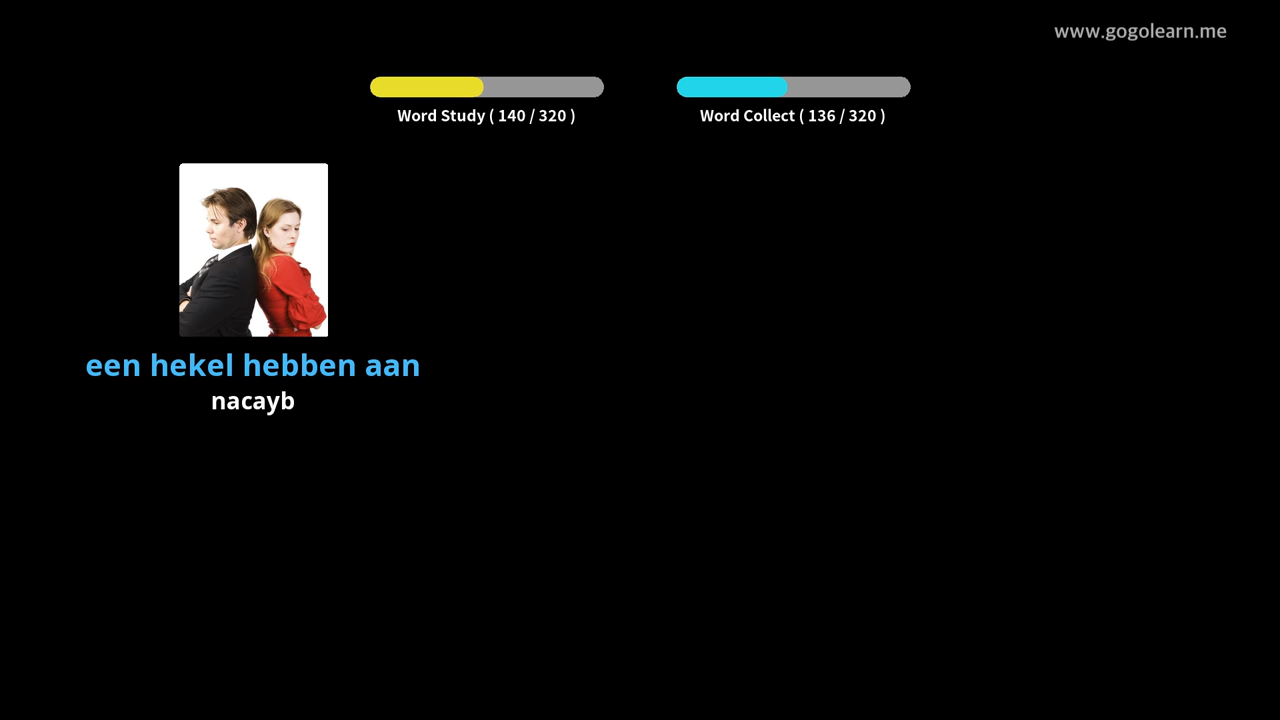 www.gogolearn.me
Word Study ( 140 / 320 )
Word Collect ( 136 / 320 )
een hekel hebben aan
nacayb